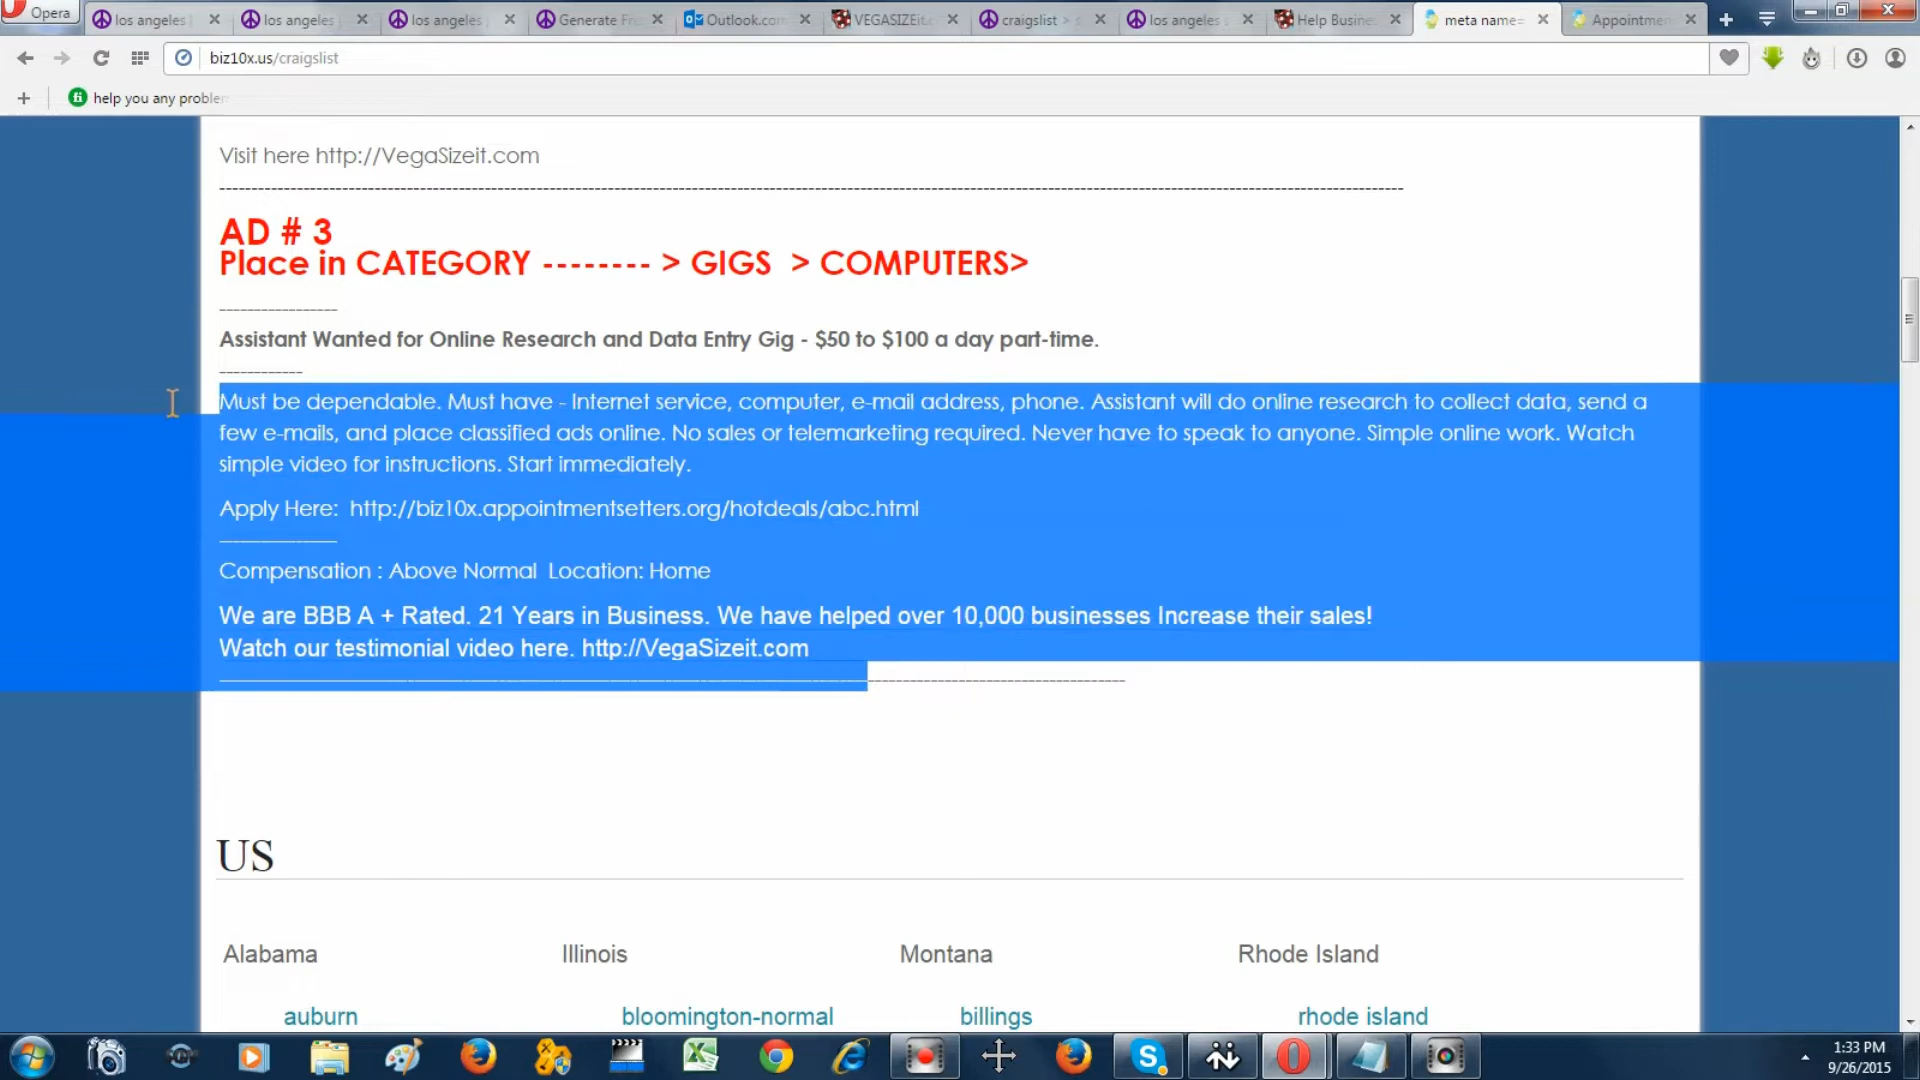 Opera
los angeles
los angeles
los angeles
Generate Fr
Outlook.com
VEGASIZEit.c
craigslist > s
los angeles s
Help Busine
meta name=
Appointmen
biz10x.us/craigslist
help you any problem
Visit here http://VegaSizeit.com
AD # 3
Place in CATEGORY -------- > GIGS > COMPUTERS>
Assistant Wanted for Online Research and Data Entry Gig - $50 to $100 a day part-time.
Must be dependable. Must have - Internet service, computer, e-mail address, phone. Assistant will do online research to collect data, send a
few e-mails, and place classified ads online. No sales or telemarketing required. Never have to speak to anyone. Simple online work. Watch
simple video for instructions. Start immediately.
Apply Here: http://biz10x.appointmentsetters.org/hotdeals/abc.html
Compensation : Above Normal Location: Home
We are BBB A + Rated. 21 Years in Business. We have helped over 10,000 businesses Increase their sales!
Watch our testimonial video here. http://VegaSizeit.com
US
Alabama Illinois Montana Rhode Island
auburn bloomington-normal billings rhode island
1:33 PM
9/26/2015